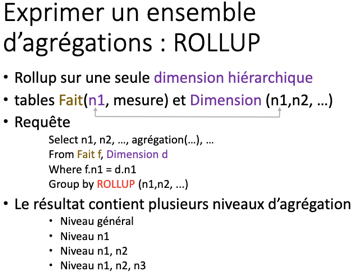 Exprimer un ensemble
d'agrégations : ROLLUP
• Rollup sur une seule dimension hiérarchique
• tables Fait(n1, mesure) et Dimension (n1,n2, …)
• Requête
Select n1, n2, …, agrégation(…), …
From Fait f, Dimension d
Where f.n1 = d.n1
Group by ROLLUP (n1,n2, ...)
• Le résultat contient plusieurs niveaux d'agrégation
• Niveau général
• Niveau n1
• Niveau n1, n2
• Niveau n1, n2, n3